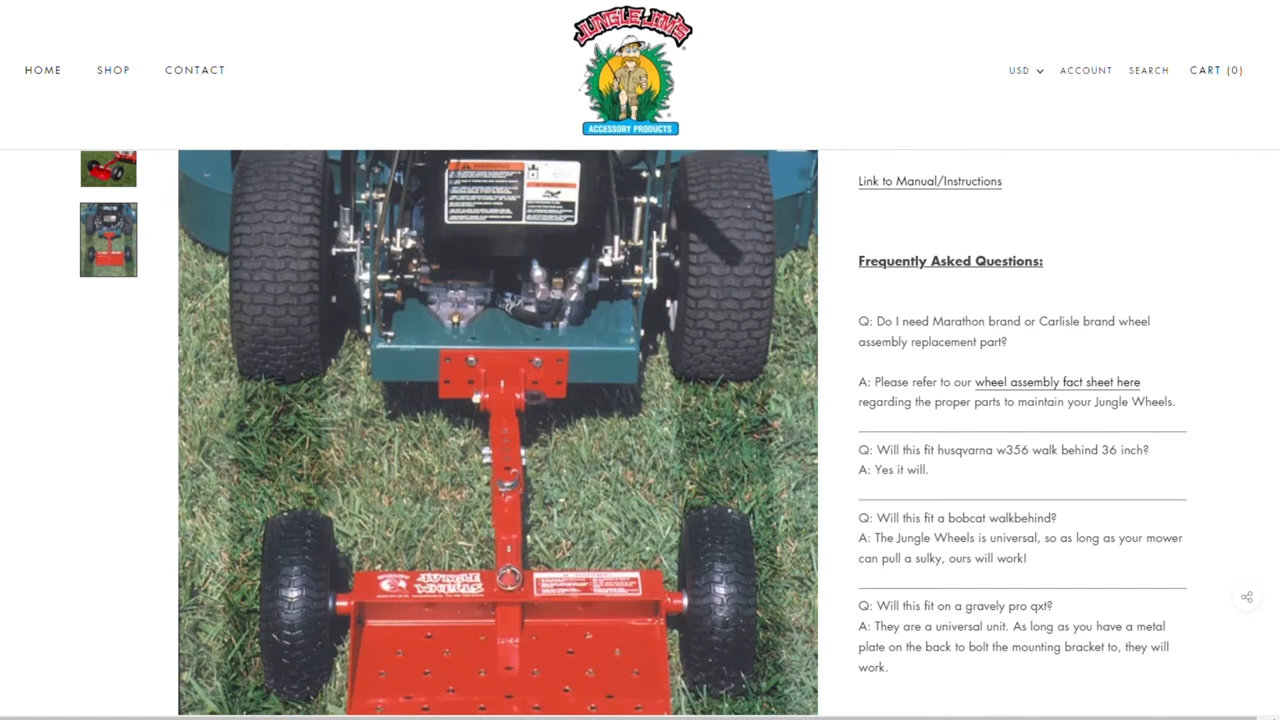 JUNGLE JIM'S
ACCESSORY PRODUCTS
HOME SHOP CONTACT
USD ACCOUNT SEARCH CART (0)
Link to Manual/Instructions
Frequently Asked Questions:
Q: Do I need Marathon brand or Carlisle brand wheel
assembly replacement part?
A: Please refer to our wheel assembly fact sheet here
regarding the proper parts to maintain your Jungle Wheels.
Q: Will this fit husqvarna w356 walk behind 36 inch?
A: Yes it will.
Q: Will this fit a bobcat walkbehind?
A: The Jungle Wheels is universal, so as long as your mower
can pull a sulky, ours will work!
Q: Will this fit on a gravely pro qxt?
A: They are a universal unit. As long as you have a metal
plate on the back to bolt the mounting bracket to, they will
work.
JUNGLE
WHEELS